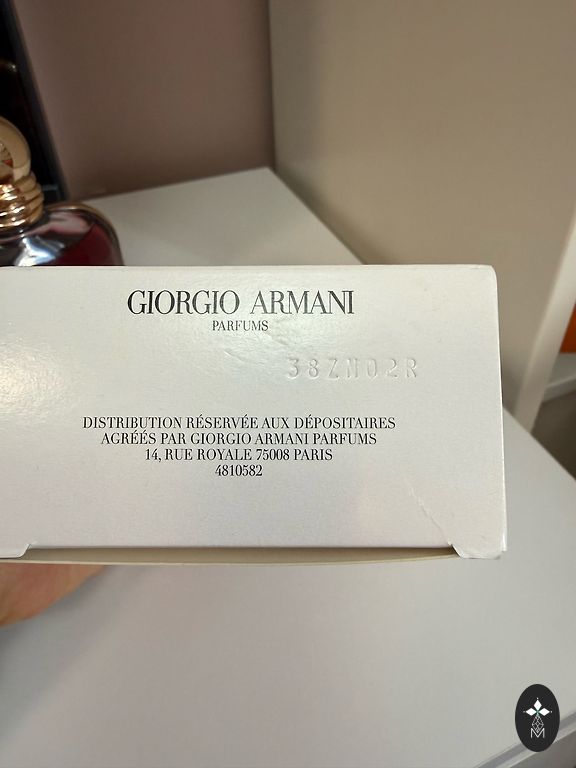 GIORGIO ARMANI
PARFUMS
38ZN02R
DISTRIBUTION RÉSERVÉE AUX DÉPOSITAIRES
AGRÉÉS PAR GIORGIO ARMANI PARFUMS
14, RUE ROYALE 75008 PARIS
4810582
M